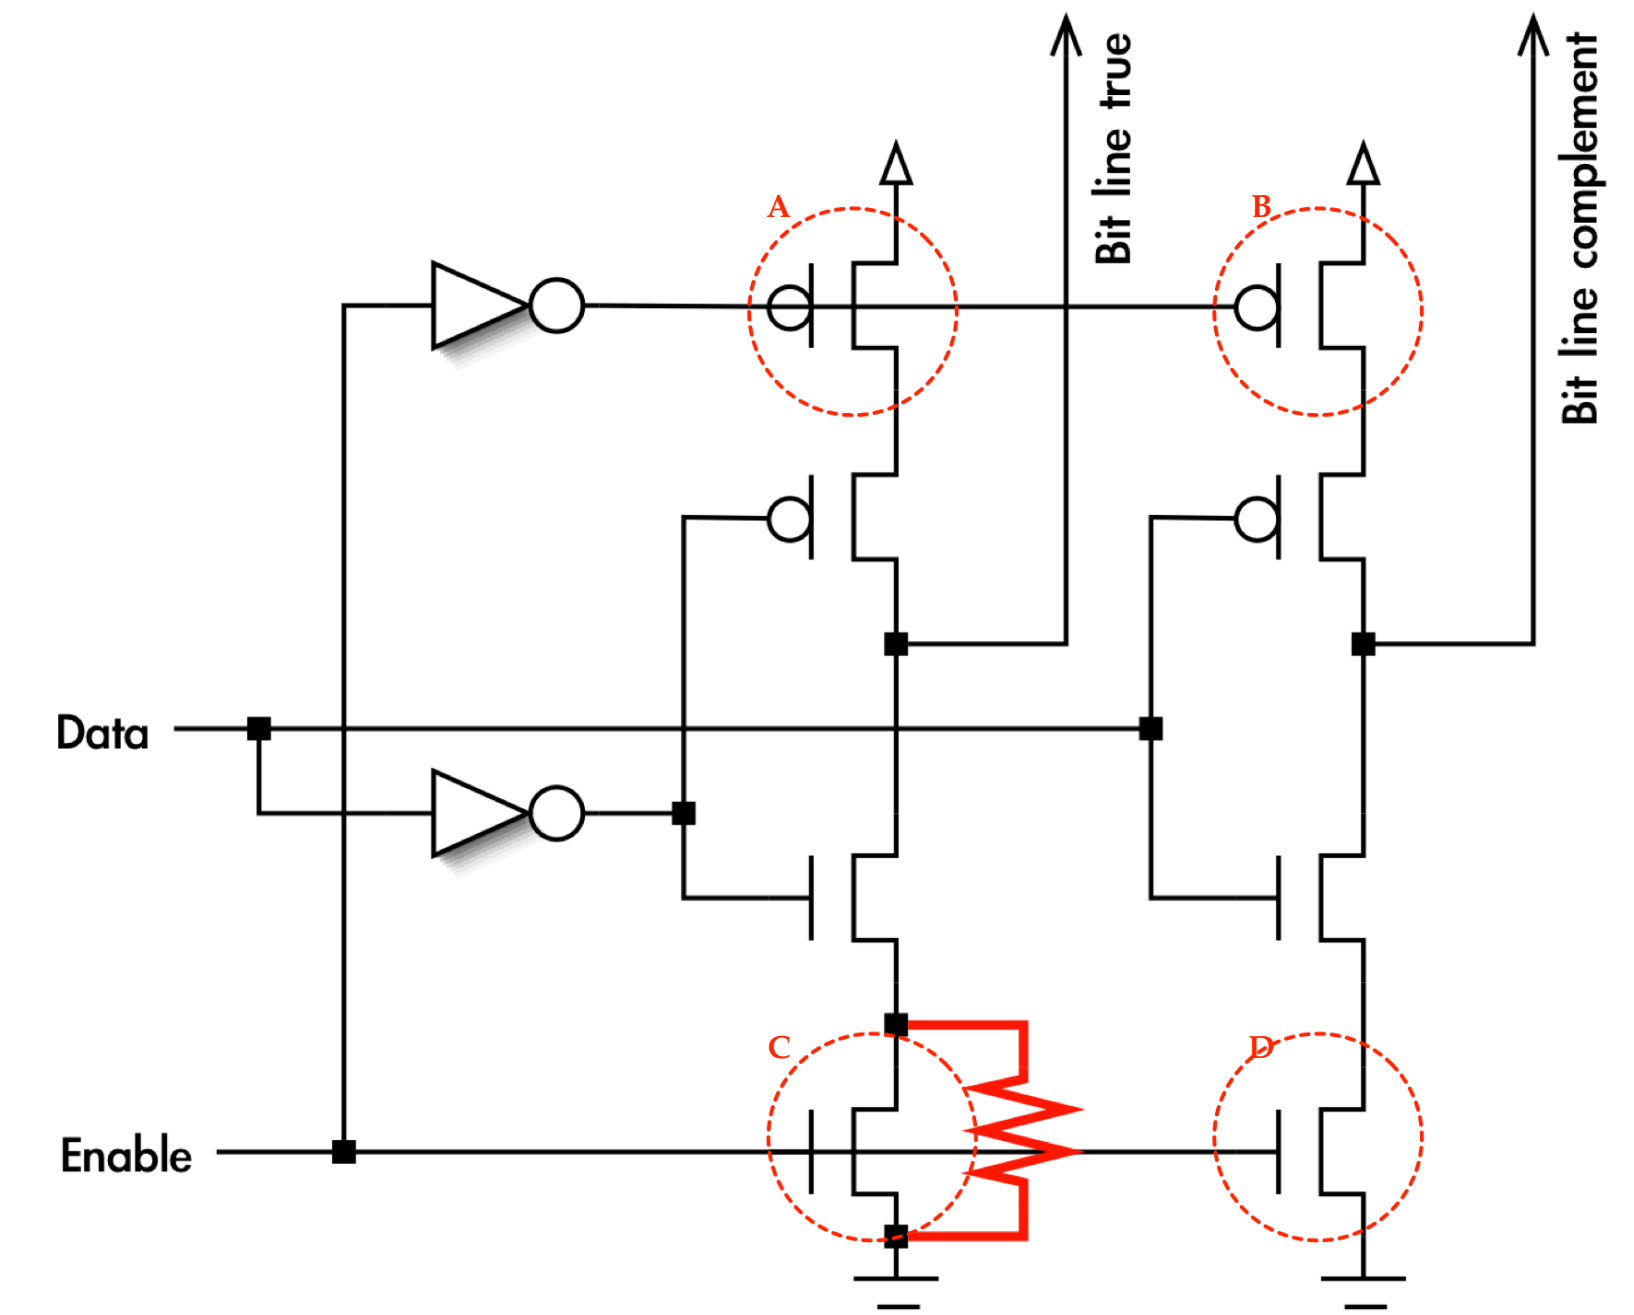 Bit line true
Bit line complement
A
B
Data
C
D
Enable